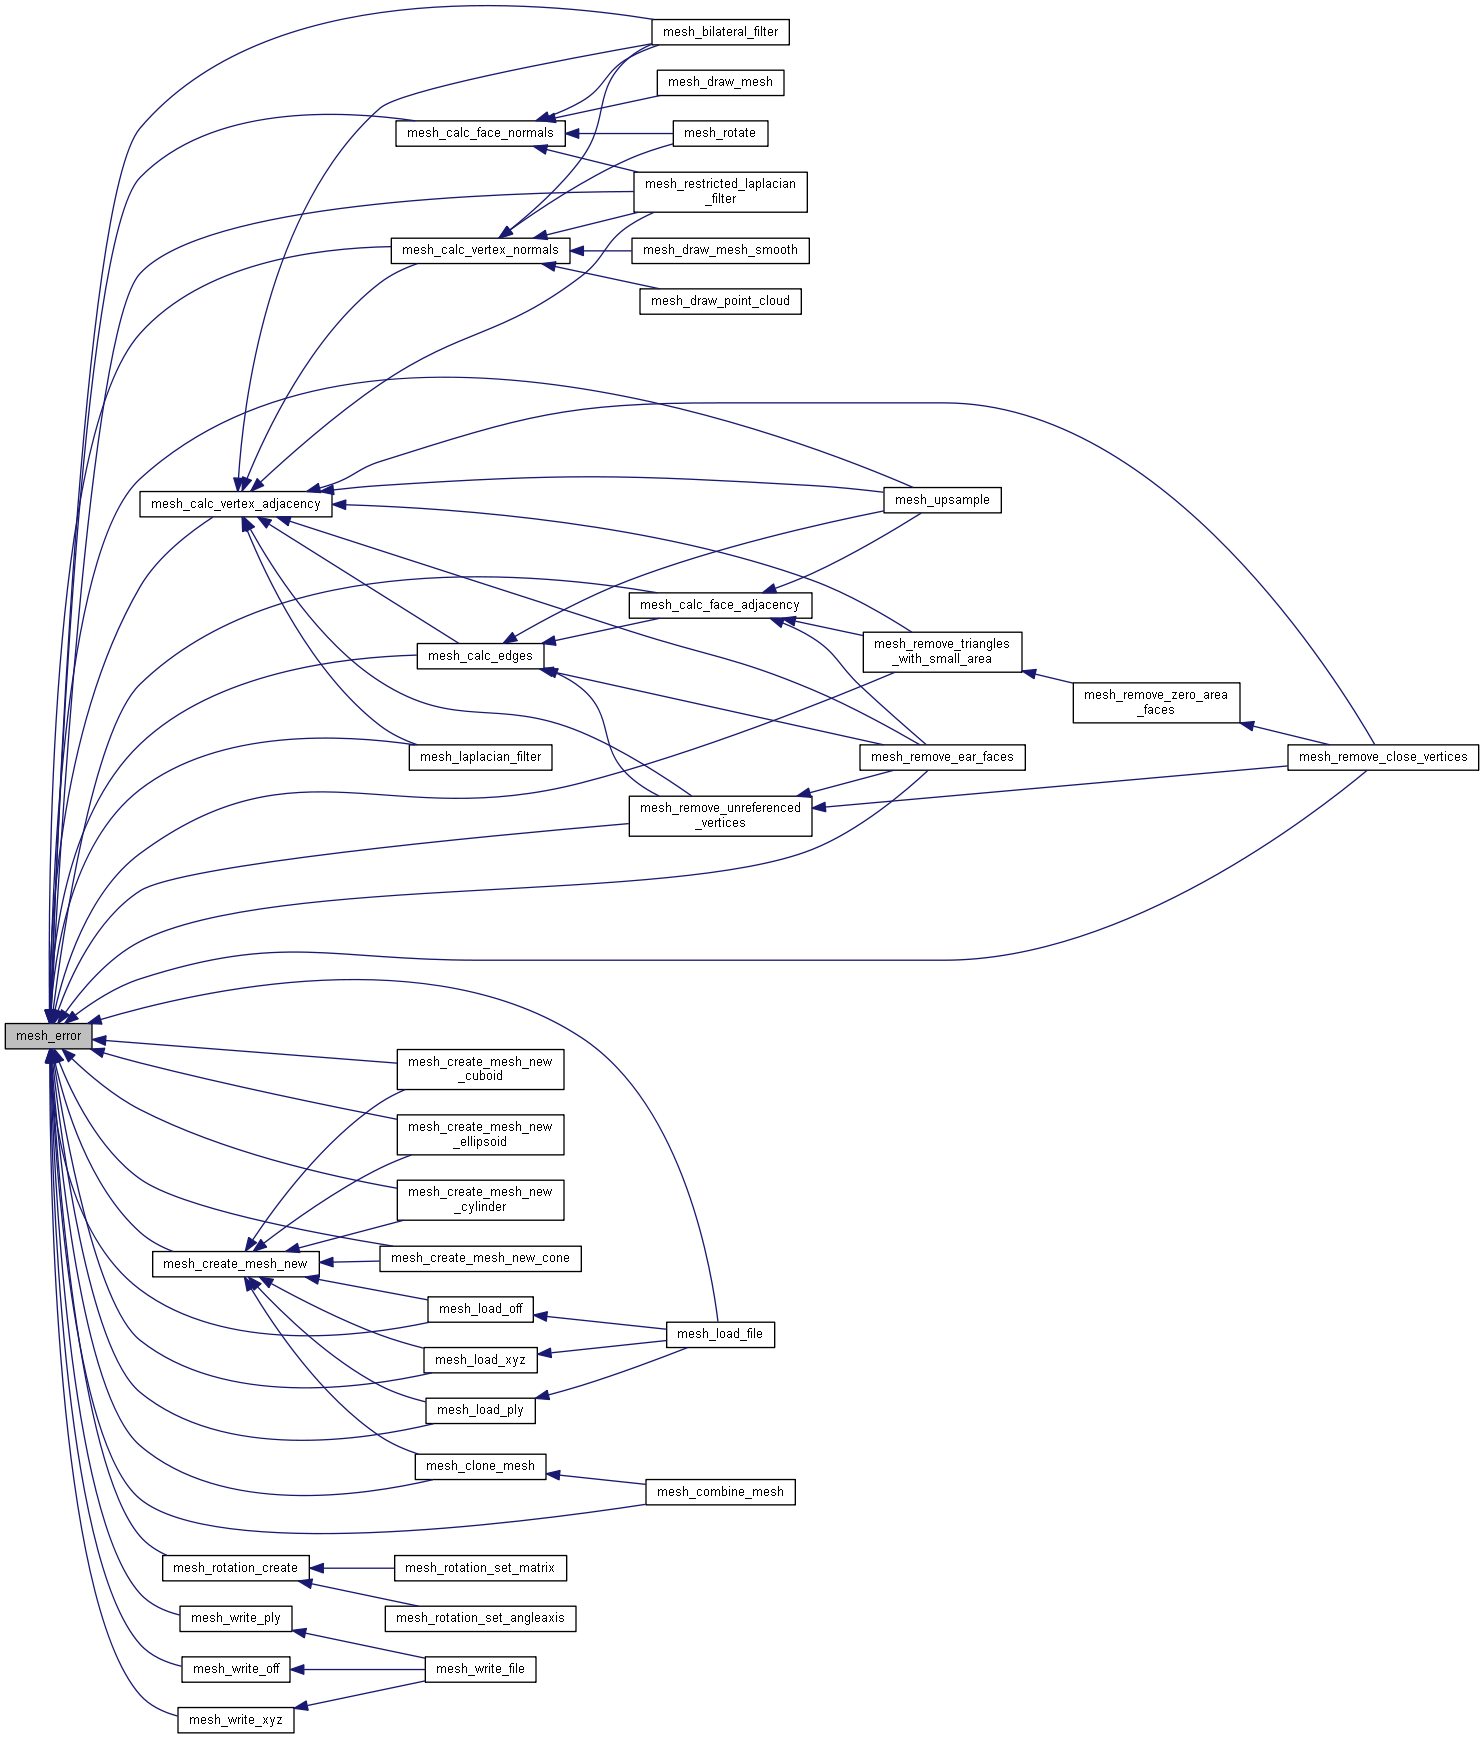 mesh_bilateral_filter
mesh_draw_mesh
mesh_calc_face_normals
mesh_rotate
mesh_restricted_laplacian
_filter
mesh_calc_vertex_normals
mesh_draw_mesh_smooth
mesh_draw_point_cloud
mesh_calc_vertex_adjacency
mesh_upsample
mesh_calc_face_adjacency
mesh_calc_edges
mesh_remove_triangles
_with_small_area
mesh_remove_zero_area
_faces
mesh_laplacian_filter
mesh_remove_ear_faces
mesh_remove_close_vertices
mesh_remove_unreferenced
_vertices
mesh_error
mesh_create_mesh_new
_cuboid
mesh_create_mesh_new
_ellipsoid
mesh_create_mesh_new
_cylinder
mesh_create_mesh_new
mesh_create_mesh_new_cone
mesh_load_off
mesh_load_file
mesh_load_xyz
mesh_load_ply
mesh_clone_mesh
mesh_combine_mesh
mesh_rotation_create
mesh_rotation_set_matrix
mesh_write_ply
mesh_rotation_set_angleaxis
mesh_write_off
mesh_write_file
mesh_write_xyz